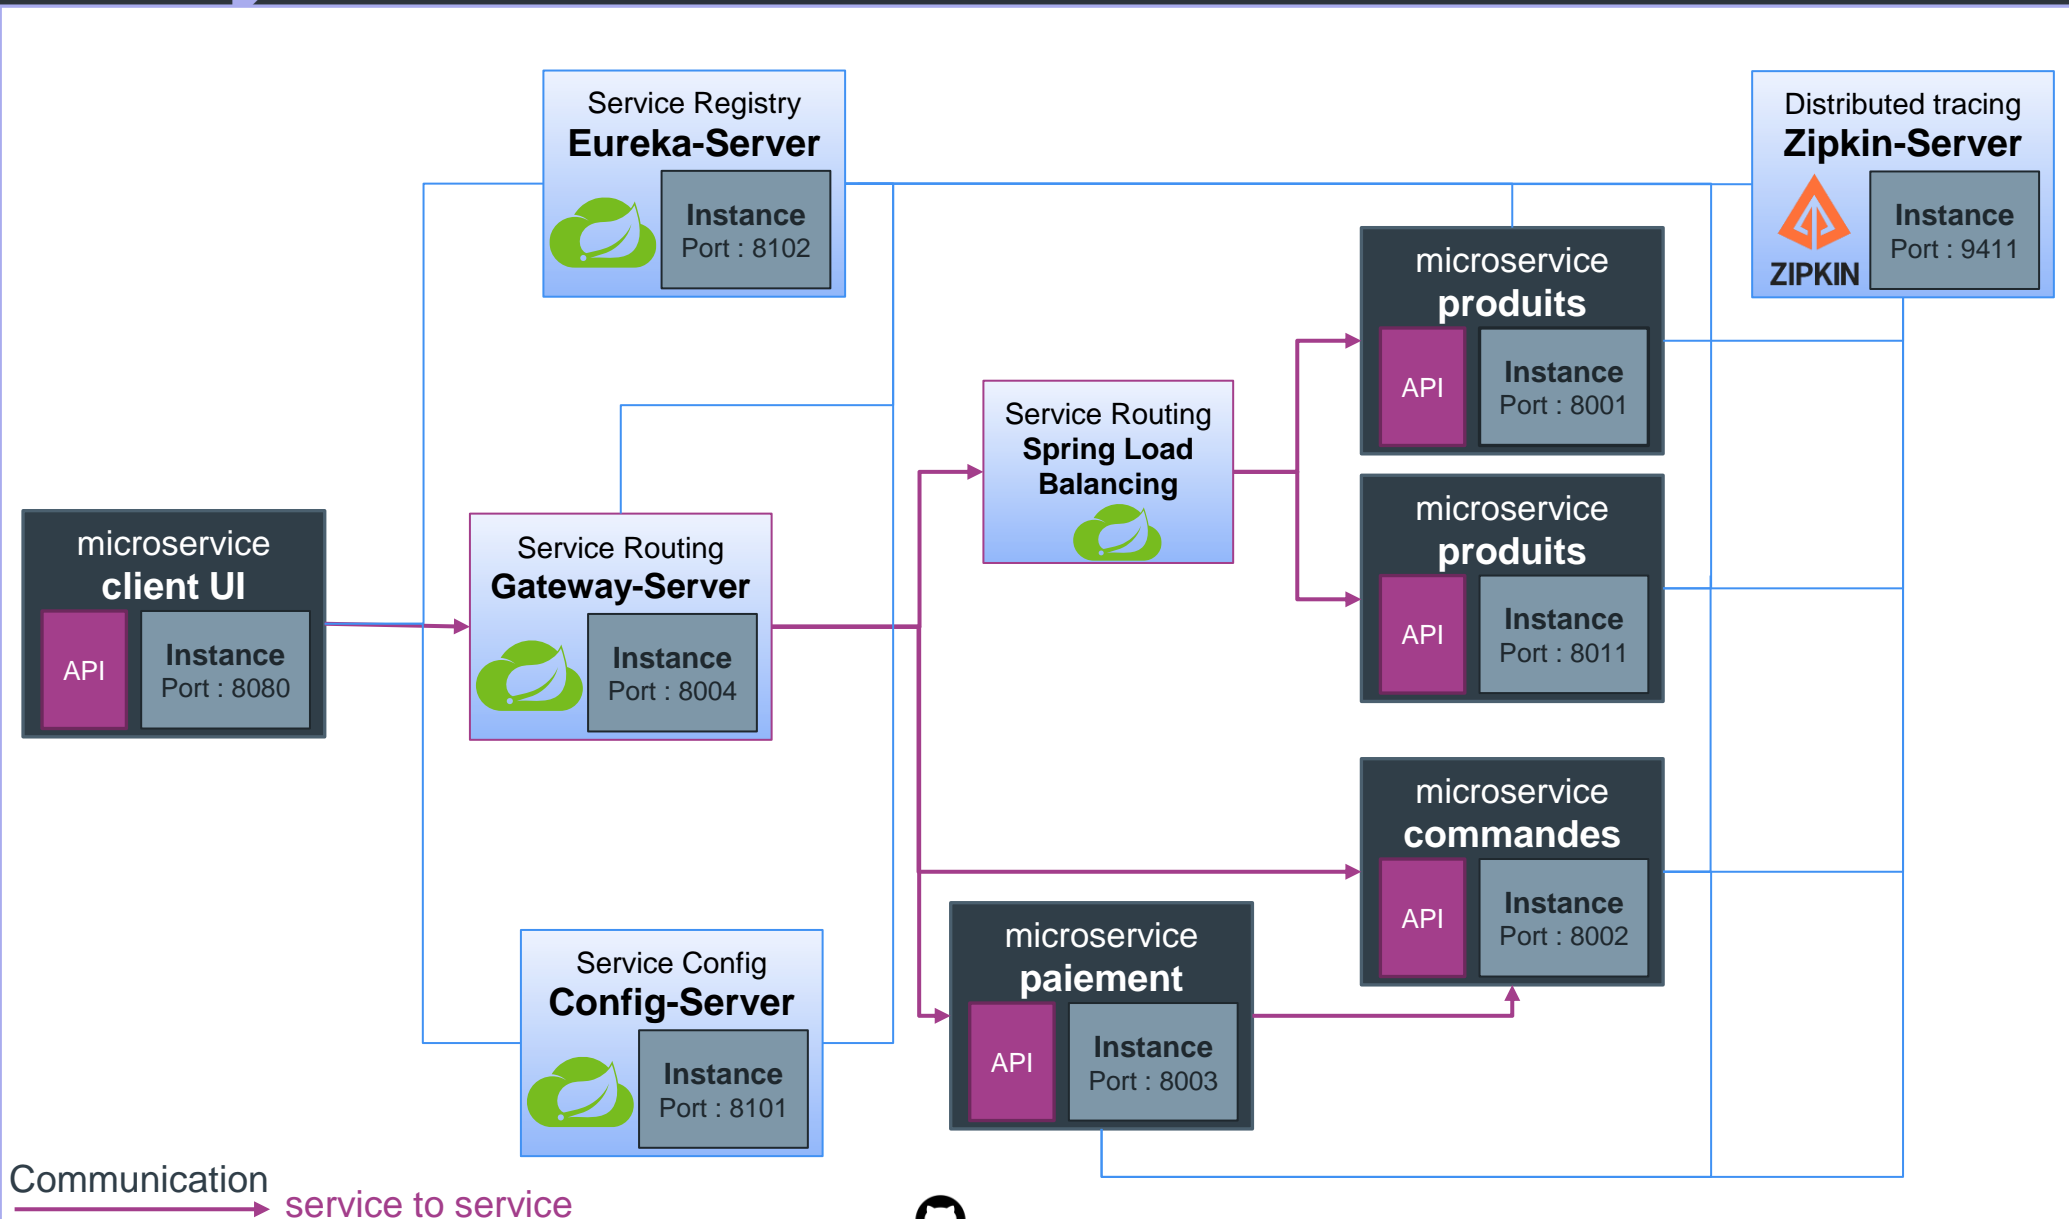 Service Registry
Eureka-Server
Instance
Port : 8102
Distributed tracing
Zipkin-Server
ZIPKIN
Instance
Port : 9411
microservice
produits
API
Instance
Port : 8001
Service Routing
Spring Load
Balancing
microservice
produits
API
Instance
Port : 8011
microservice
client UI
API
Instance
Port : 8080
Service Routing
Gateway-Server
Instance
Port : 8004
microservice
commandes
API
Instance
Port : 8002
microservice
paiement
API
Instance
Port : 8003
Service Config
Config-Server
Instance
Port : 8101
Communication
service to service